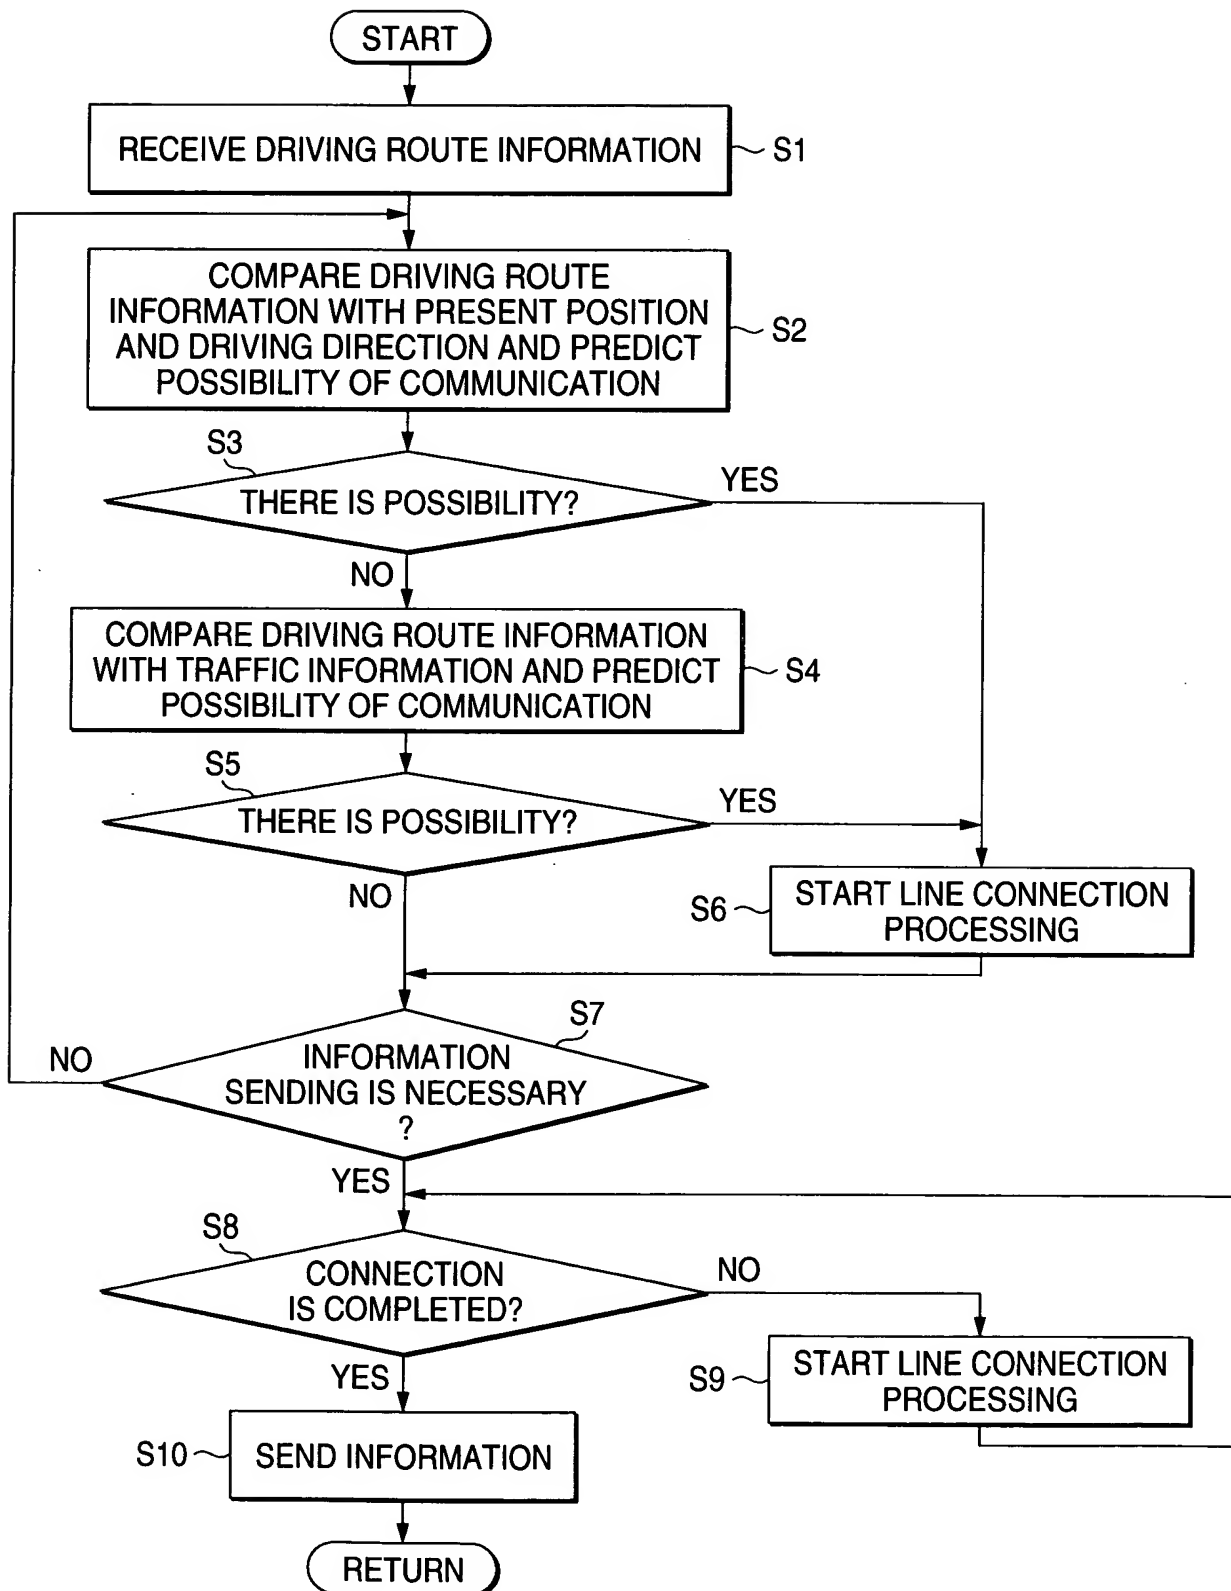 START
RECEIVE DRIVING ROUTE INFORMATION
S1
COMPARE DRIVING ROUTE
INFORMATION WITH PRESENT POSITION
AND DRIVING DIRECTION AND PREDICT
POSSIBILITY OF COMMUNICATION
S2
S3
THERE IS POSSIBILITY?
YES
NO
COMPARE DRIVING ROUTE INFORMATION
WITH TRAFFIC INFORMATION AND PREDICT
POSSIBILITY OF COMMUNICATION
S4
S5
THERE IS POSSIBILITY?
YES
NO
S6
START LINE CONNECTION
PROCESSING
S7
INFORMATION
SENDING IS NECESSARY
?
NO
YES
S8
CONNECTION
IS COMPLETED?
NO
YES
S9
START LINE CONNECTION
PROCESSING
S10
SEND INFORMATION
RETURN